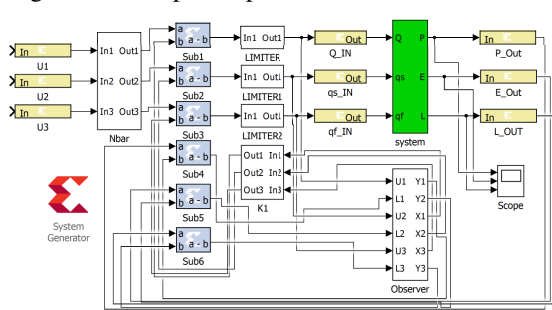 In
U1
In
U2
In
U3
In1 Out1
In2 Out2
In3 Out3
Nbar
a
b a - b
Sub1
a
b a - b
Sub2
a
b a - b
Sub3
a
b a - b
Sub4
a
b a - b
Sub5
a
b a - b
Sub6
In1 Out1
LIMITER
In1 Out1
LIMITER1
In1 Out1
LIMITER2
Out1 In1
Out2 In2
Out3 In3
K1
Out
Q_IN
Out
qs_IN
Out
qf_IN
Q P
qs E
qf L
system
In
P_Out
In
E_Out
In
L_OUT
Scope
U1 Y1
L1 Y2
U2 X1
L2 X2
U3 X3
L3 Y3
Observer
System
Generator